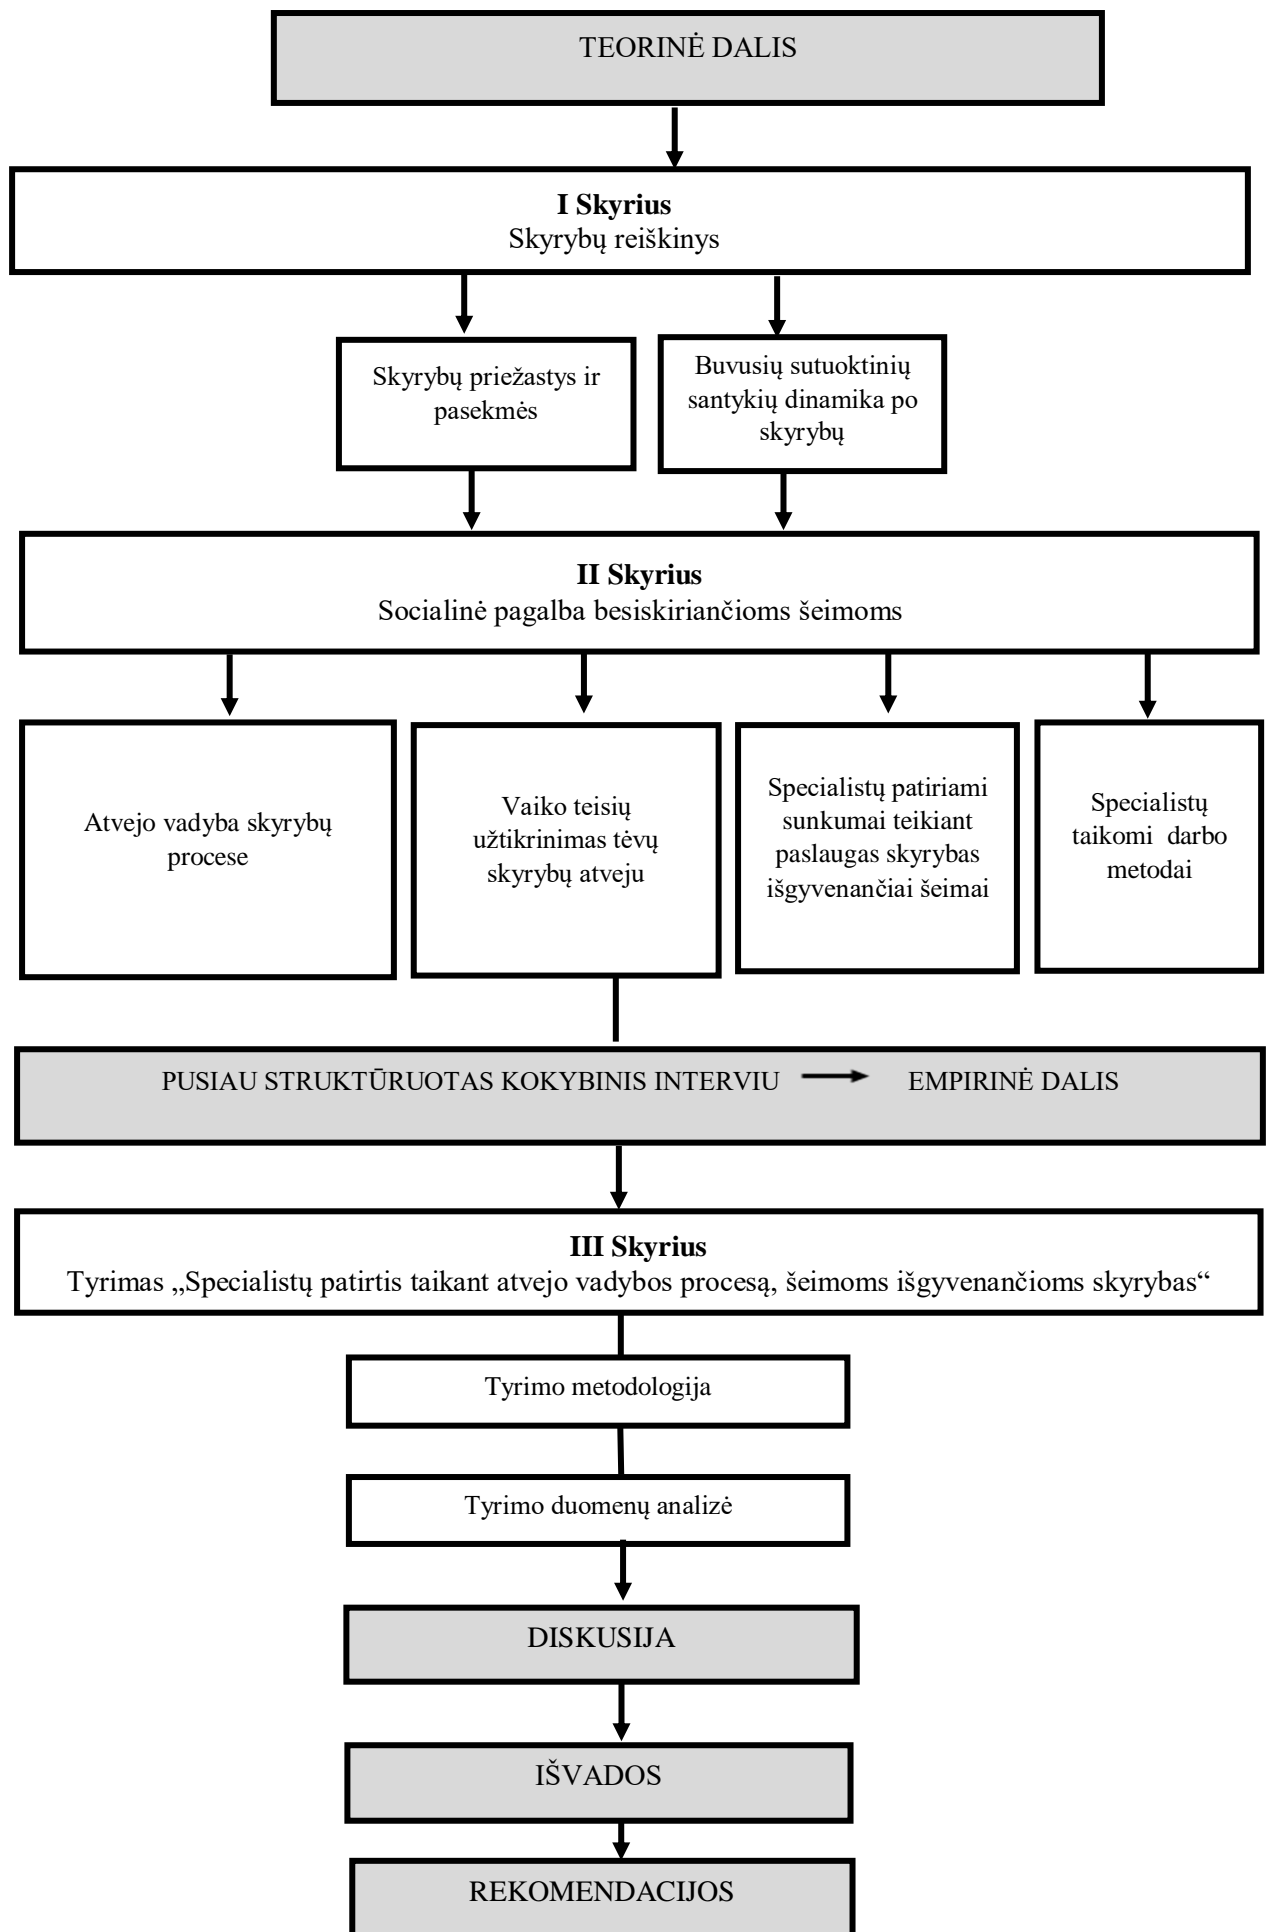 TEORINĖ DALIS
I Skyrius
Skyrybų reiškinys
Skyrybų priežastys ir
pasekmės
Buvusių sutuoktinių
santykių dinamika po
skyrybų
II Skyrius
Socialinė pagalba besiskiriančioms šeimoms
Atvejo vadyba skyrybų
procese
Vaiko teisių
užtikrinimas tėvų
skyrybų atveju
Specialistų patiriami
sunkumai teikiant
paslaugas skyrybas
išgyvenančiai šeimai
Specialistų
taikomi darbo
metodai
PUSIAU STRUKTŪRUOTAS KOKYBINIS INTERVIU EMPIRINĖ DALIS
III Skyrius
Tyrimas „Specialistų patirtis taikant atvejo vadybos procesą, šeimoms išgyvenančioms skyrybas“
Tyrimo metodologija
Tyrimo duomenų analizė
DISKUSIJA
IŠVADOS
REKOMENDACIJOS